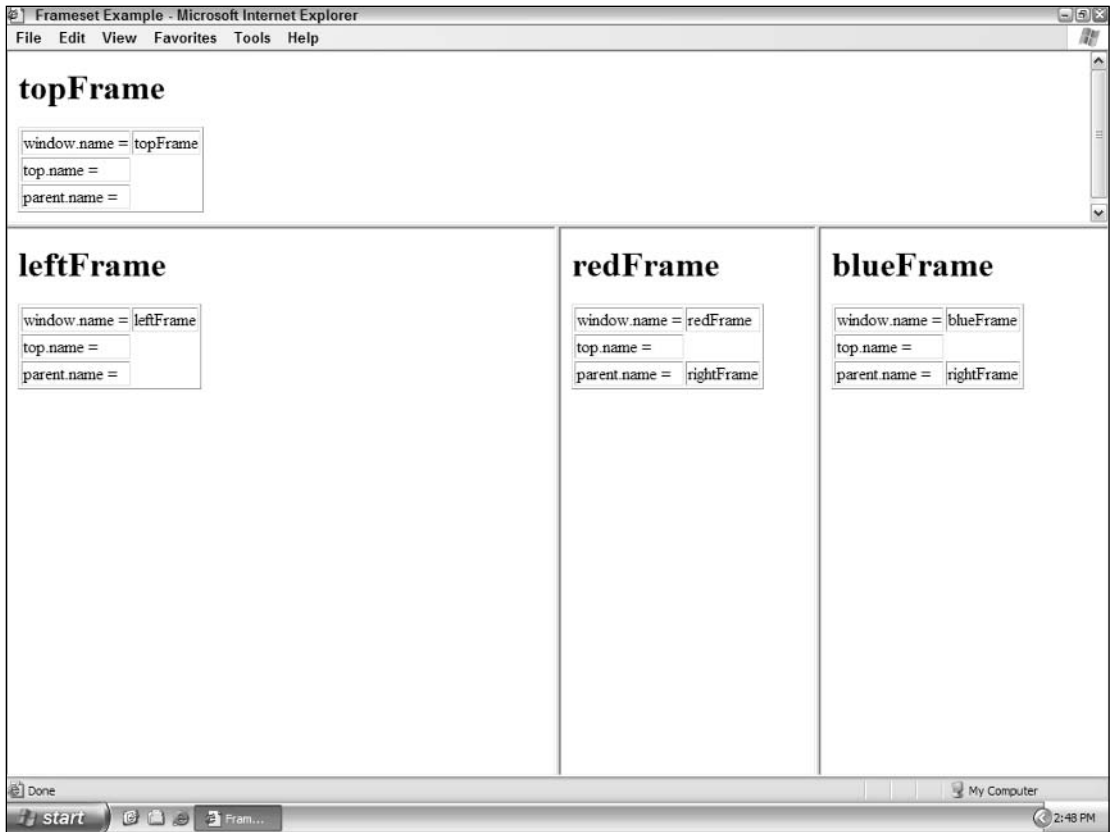 Frameset Example - Microsoft Internet Explorer
File Edit View Favorites Tools Help
topFrame
window.name = topFrame
top.name =
parent.name =
leftFrame
window.name = leftFrame
top.name =
parent.name =
redFrame
window.name = redFrame
top.name =
parent.name = rightFrame
blueFrame
window.name = blueFrame
top.name =
parent.name = rightFrame
Done
My Computer
start
Fram...
2:48 PM